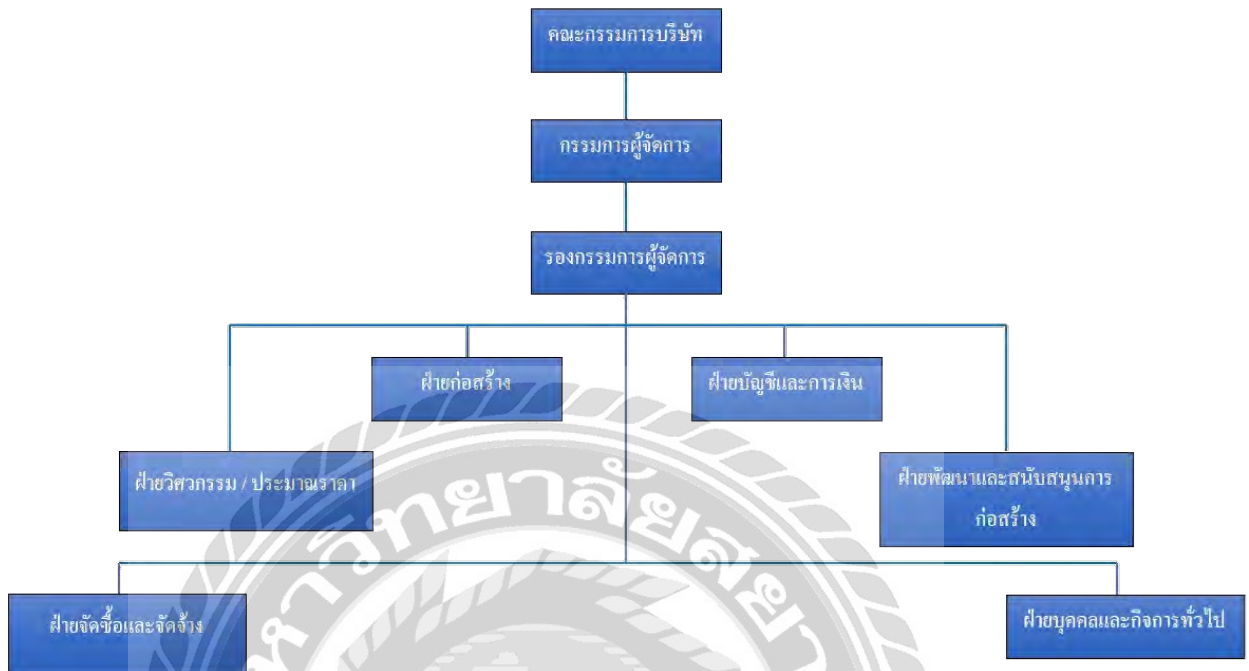 คณะกรรมการบริษัท
กรรมการผู้จัดการ
รองกรรมการผู้จัดการ
ฝ่ายก่อสร้าง
ฝ่ายบัญชีและการเงิน
ฝ่ายวิศวกรรม / ประมาณราคา
ฝ่ายพัฒนาและสนับสนุนการ
ก่อสร้าง
ฝ่ายจัดซื้อและจัดจ้าง
ฝ่ายบุคคลและกิจการทั่วไป